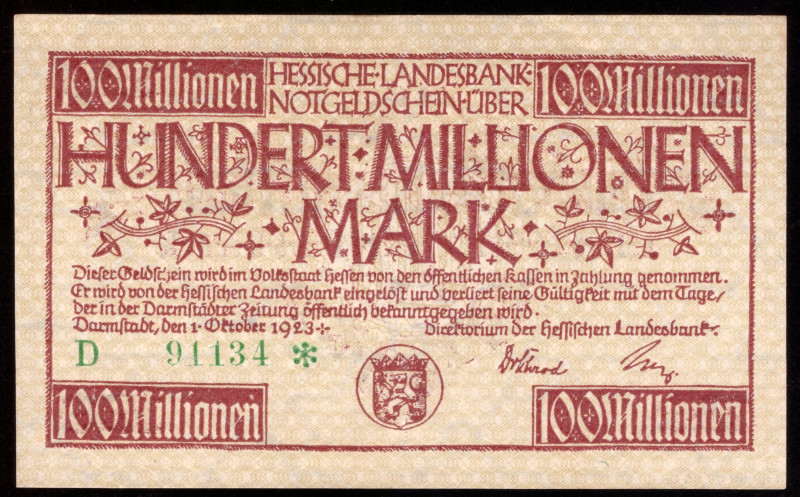 100 Millionen
HESSISCHE·LANDESBANK·
NOTGELDSCHEIN·ÜBER
100 Millionen
HUNDERT·MILLIONEN
MARK
Dieser Geldschein wird im Volksstaat Hessen von den öffentlichen Kassen in Zahlung genommen.
Er wird von der Hessischen Landesbank eingelöst und verliert seine Gültigkeit mit dem Tage,
der in der Darmstädter Zeitung öffentlich bekanntgegeben wird.
Darmstadt, den 1. Oktober 1923.
Direktorium der Hessischen Landesbank.
D 91134 *
100 Millionen
100 Millionen